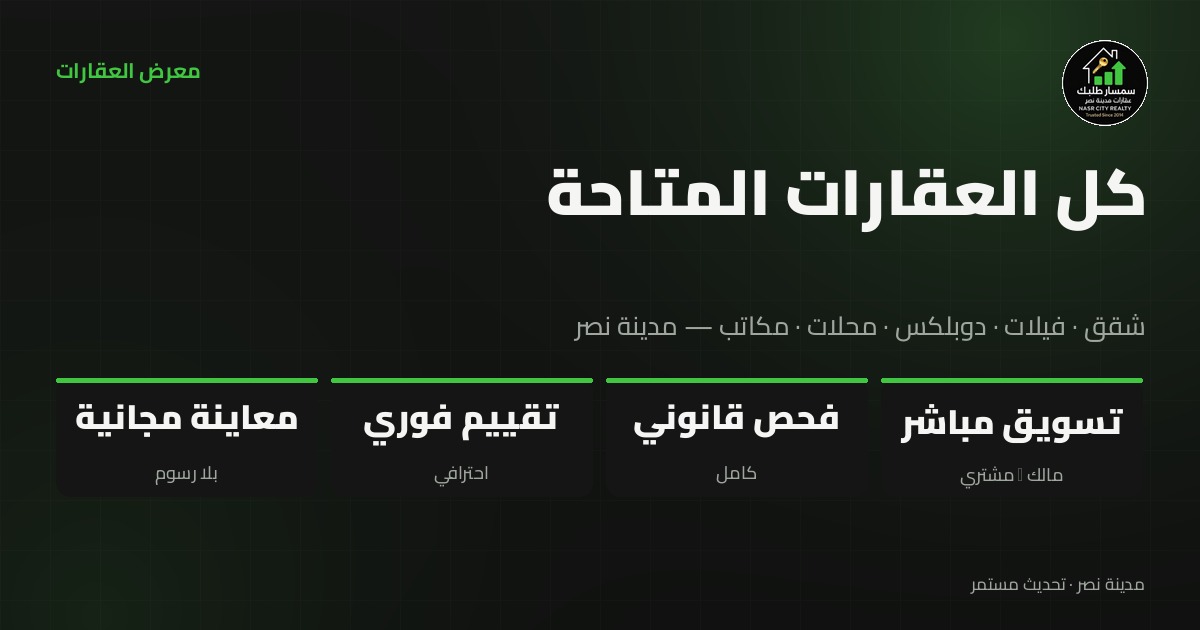 سمسار طلبك
عقارات مدينة نصر
NASR CITY REALTY
Trusted Since 2014
معرض العقارات
كل العقارات المتاحة
شقق · فيلات · دوبلكس · محلات · مكاتب — مدينة نصر
تسويق مباشر
مالك ▯ مشتري
فحص قانوني
كامل
تقييم فوري
احترافي
معاينة مجانية
بلا رسوم
مدينة نصر · تحديث مستمر